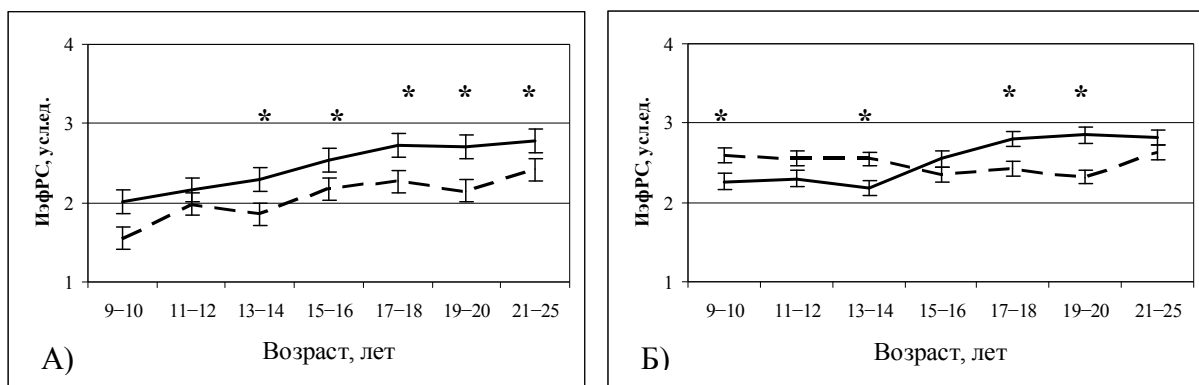 4
3
2
1
ИэфРС, усл.ед.
* * * * *
9–10 11–12 13–14 15–16 17–18 19–20 21–25
Возраст, лет
А)
4
3
2
1
ИэфРС, усл.ед.
* * * *
9–10 11–12 13–14 15–16 17–18 19–20 21–25
Возраст, лет
Б)